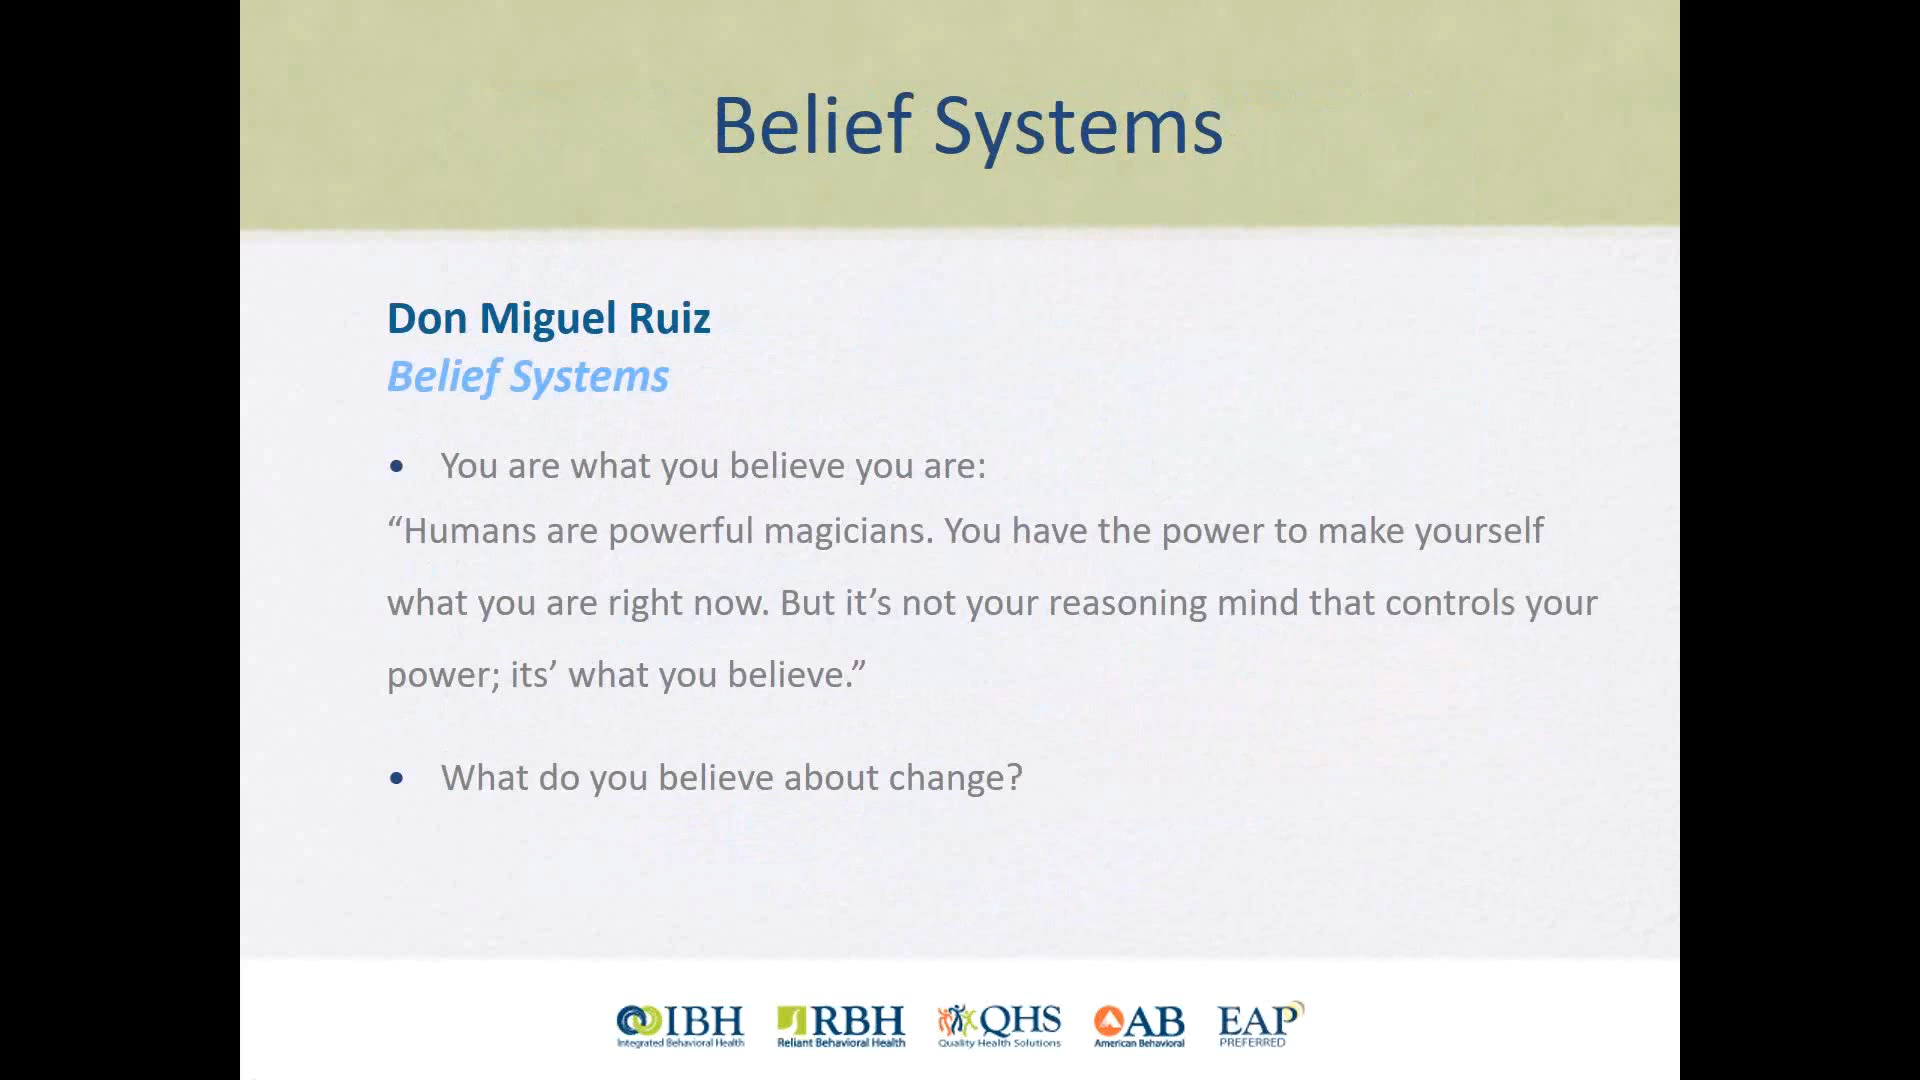 Belief Systems
Don Miguel Ruiz
Belief Systems
• You are what you believe you are:
“Humans are powerful magicians. You have the power to make yourself
what you are right now. But it’s not your reasoning mind that controls your
power; its’ what you believe.”
• What do you believe about change?
IBH RBH QHS AB EAP
Integrated Behavioral Health Reliant Behavioral Health Quality Health Solutions American Behavioral PREFERRED